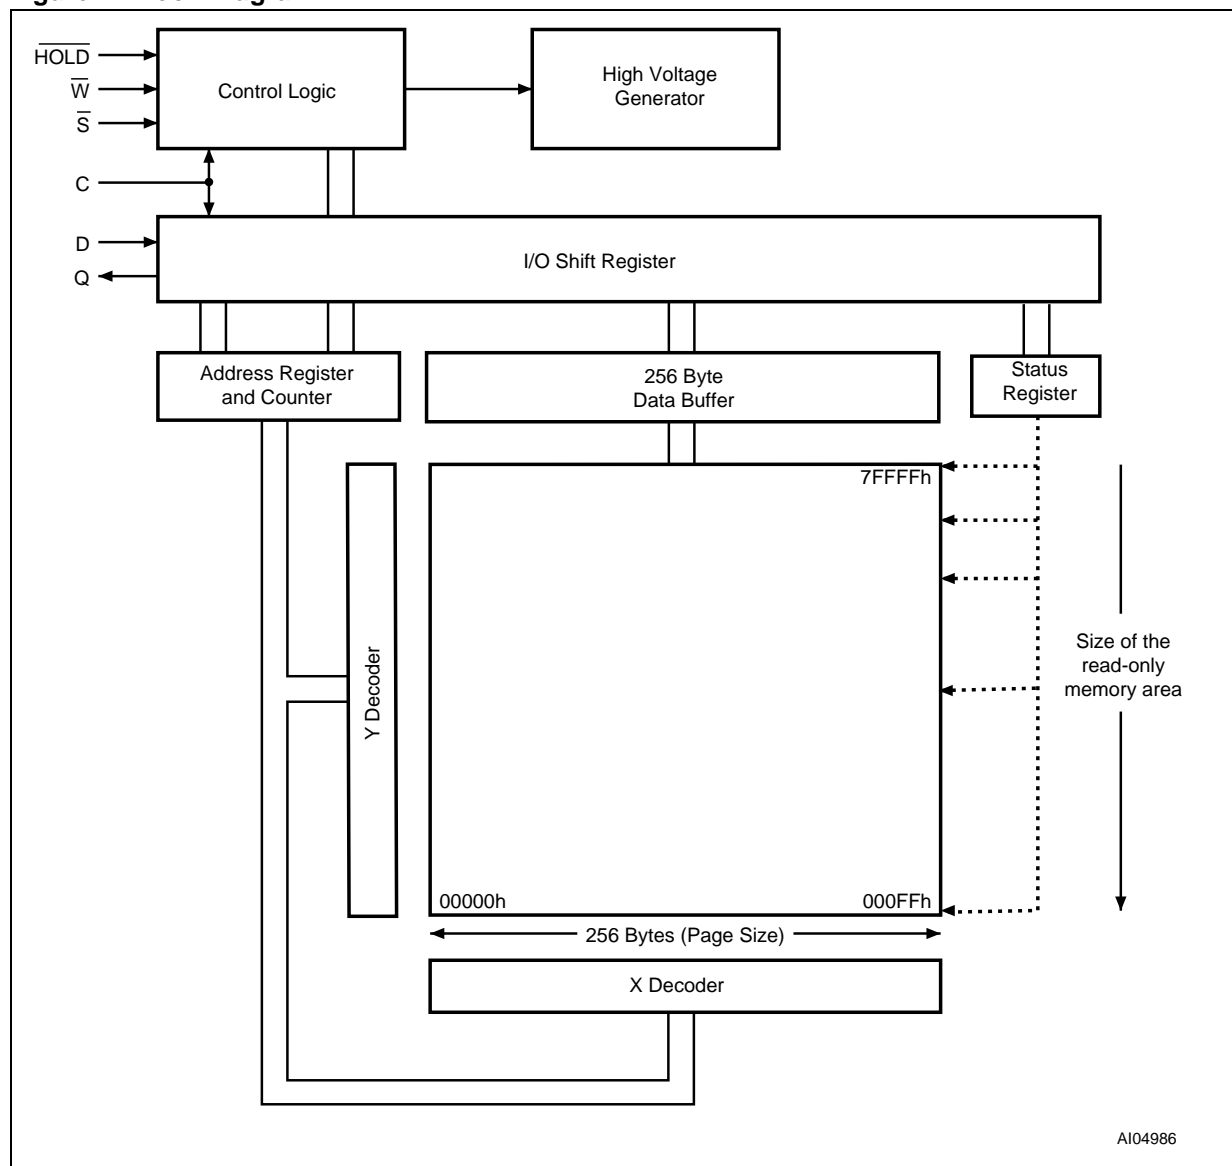 HOLD
W
S
C
D
Q
Control Logic
High Voltage
Generator
I/O Shift Register
Address Register
and Counter
256 Byte
Data Buffer
Status
Register
7FFFFh
Y Decoder
Size of the
read-only
memory area
00000h
000FFh
256 Bytes (Page Size)
X Decoder
AI04986